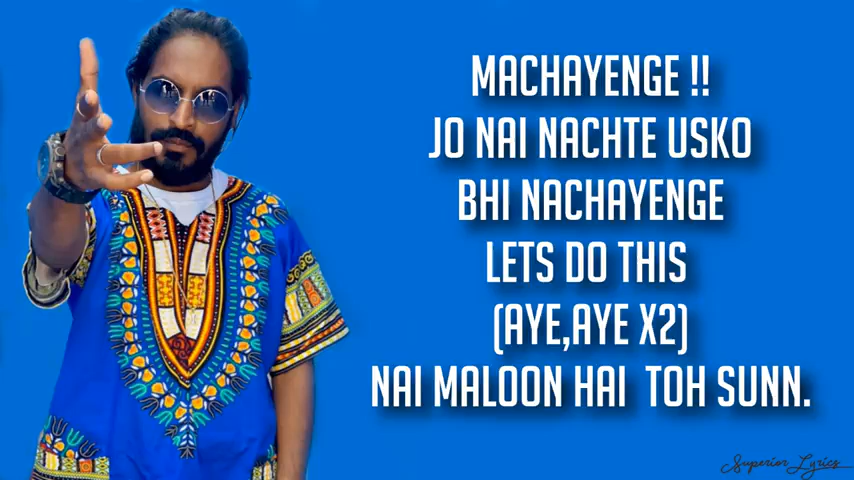 MACHAYENGE !!
JO NAI NACHTE USKO
BHI NACHAYENGE
LETS DO THIS
(AYE,AYE X2)
NAI MALOON HAI TOH SUNN.
Superior Lyrics